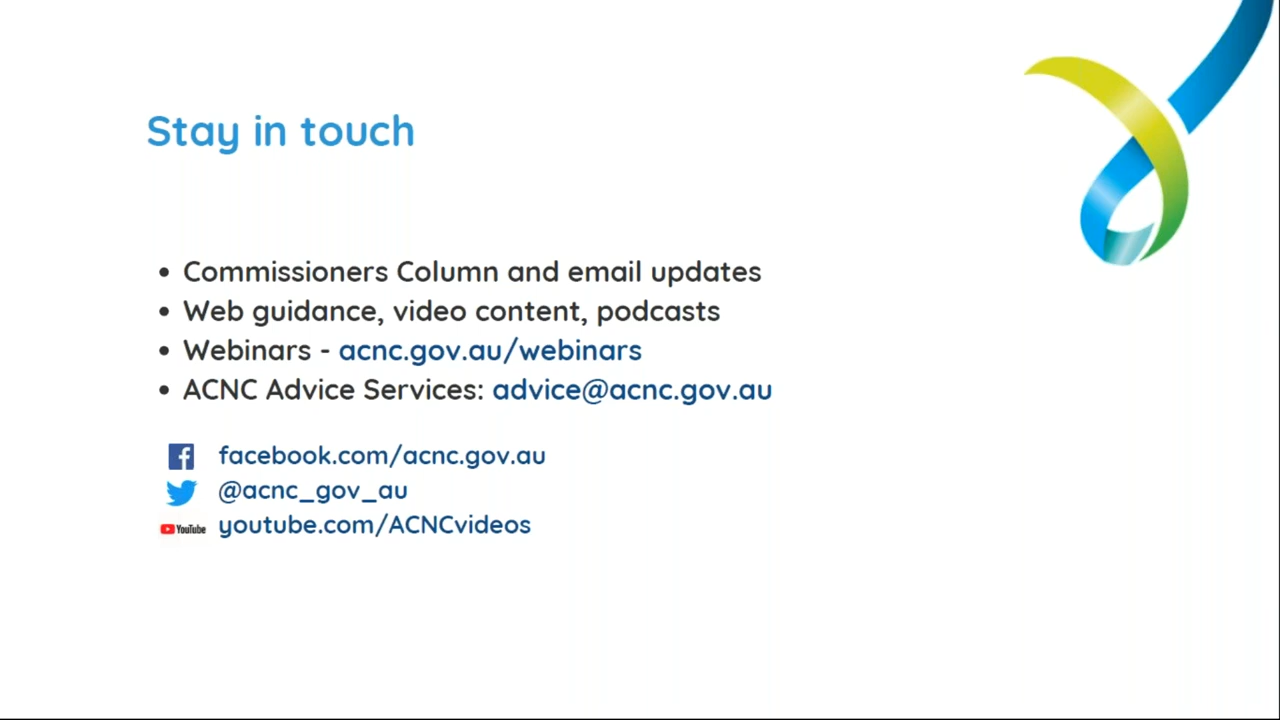 Stay in touch
• Commissioners Column and email updates
• Web guidance, video content, podcasts
• Webinars - acnc.gov.au/webinars
• ACNC Advice Services: advice@acnc.gov.au
facebook.com/acnc.gov.au
@acnc_gov_au
YouTube youtube.com/ACNCvideos